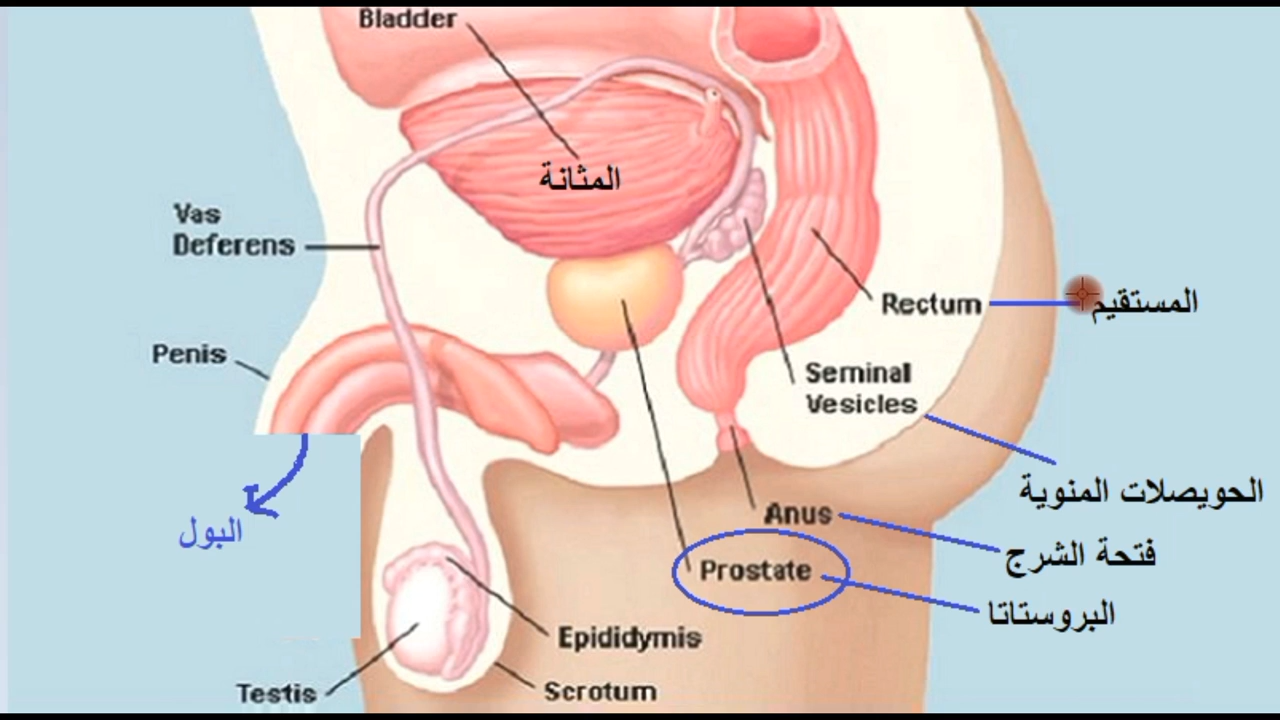 Bladder
المثانة
Vas
Deferens
Rectum
المستقيم
Penis
Seminal
Vesicles
الحويصلات المنوية
البول
Anus
فتحة الشرج
Prostate
البروستاتا
Epididymis
Testis
Scrotum